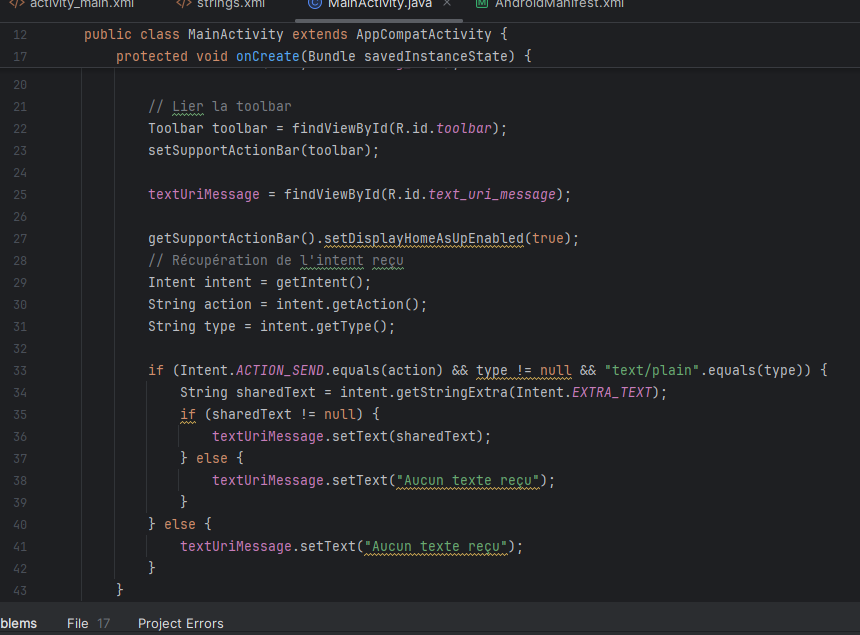 activity_main.xml strings.xml MainActivity.java AndroidManifest.xml
12 public class MainActivity extends AppCompatActivity {
17 protected void onCreate(Bundle savedInstanceState) {
20
21 // Lier la toolbar
22 Toolbar toolbar = findViewById(R.id.toolbar);
23 setSupportActionBar(toolbar);
24
25 textUriMessage = findViewById(R.id.text_uri_message);
26
27 getSupportActionBar().setDisplayHomeAsUpEnabled(true);
28 // Récupération de l'intent reçu
29 Intent intent = getIntent();
30 String action = intent.getAction();
31 String type = intent.getType();
32
33 if (Intent.ACTION_SEND.equals(action) && type != null && "text/plain".equals(type)) {
34 String sharedText = intent.getStringExtra(Intent.EXTRA_TEXT);
35 if (sharedText != null) {
36 textUriMessage.setText(sharedText);
37 } else {
38 textUriMessage.setText("Aucun texte reçu");
39 }
40 } else {
41 textUriMessage.setText("Aucun texte reçu");
42 }
43 }
blems File 17 Project Errors